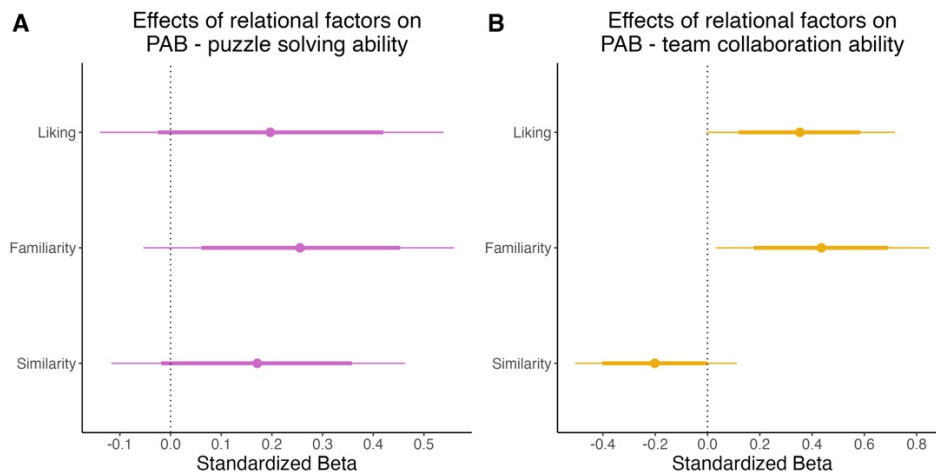 A
Effects of relational factors on
PAB - puzzle solving ability
Liking
Familiarity
Similarity
-0.1 0.0 0.1 0.2 0.3 0.4 0.5
Standardized Beta
B
Effects of relational factors on
PAB - team collaboration ability
Liking
Familiarity
Similarity
-0.4 0.0 0.2 0.4 0.6 0.8
Standardized Beta